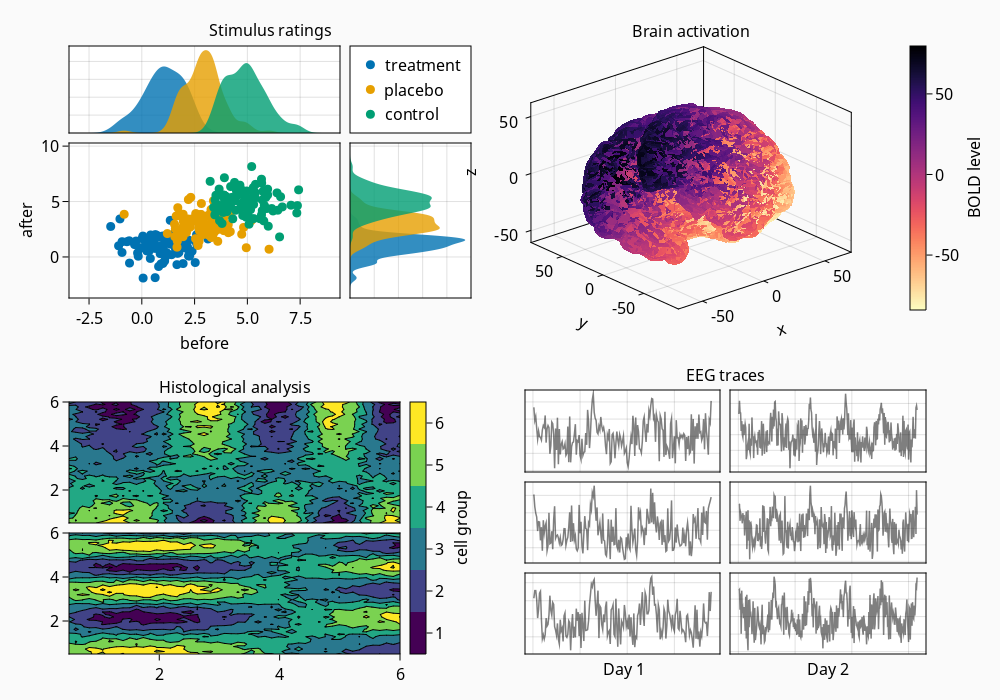 Stimulus ratings
treatment
placebo
control
10
5
0
after
-2.5 0.0 2.5 5.0 7.5
before
z
Brain activation
50
0
-50
50
0
-50
y
-50
0
50
x
50
0
-50
BOLD level
Histological analysis
6
4
2
6
4
2
2 4 6
6
5
4
3
2
1
cell group
EEG traces
Day 1 Day 2